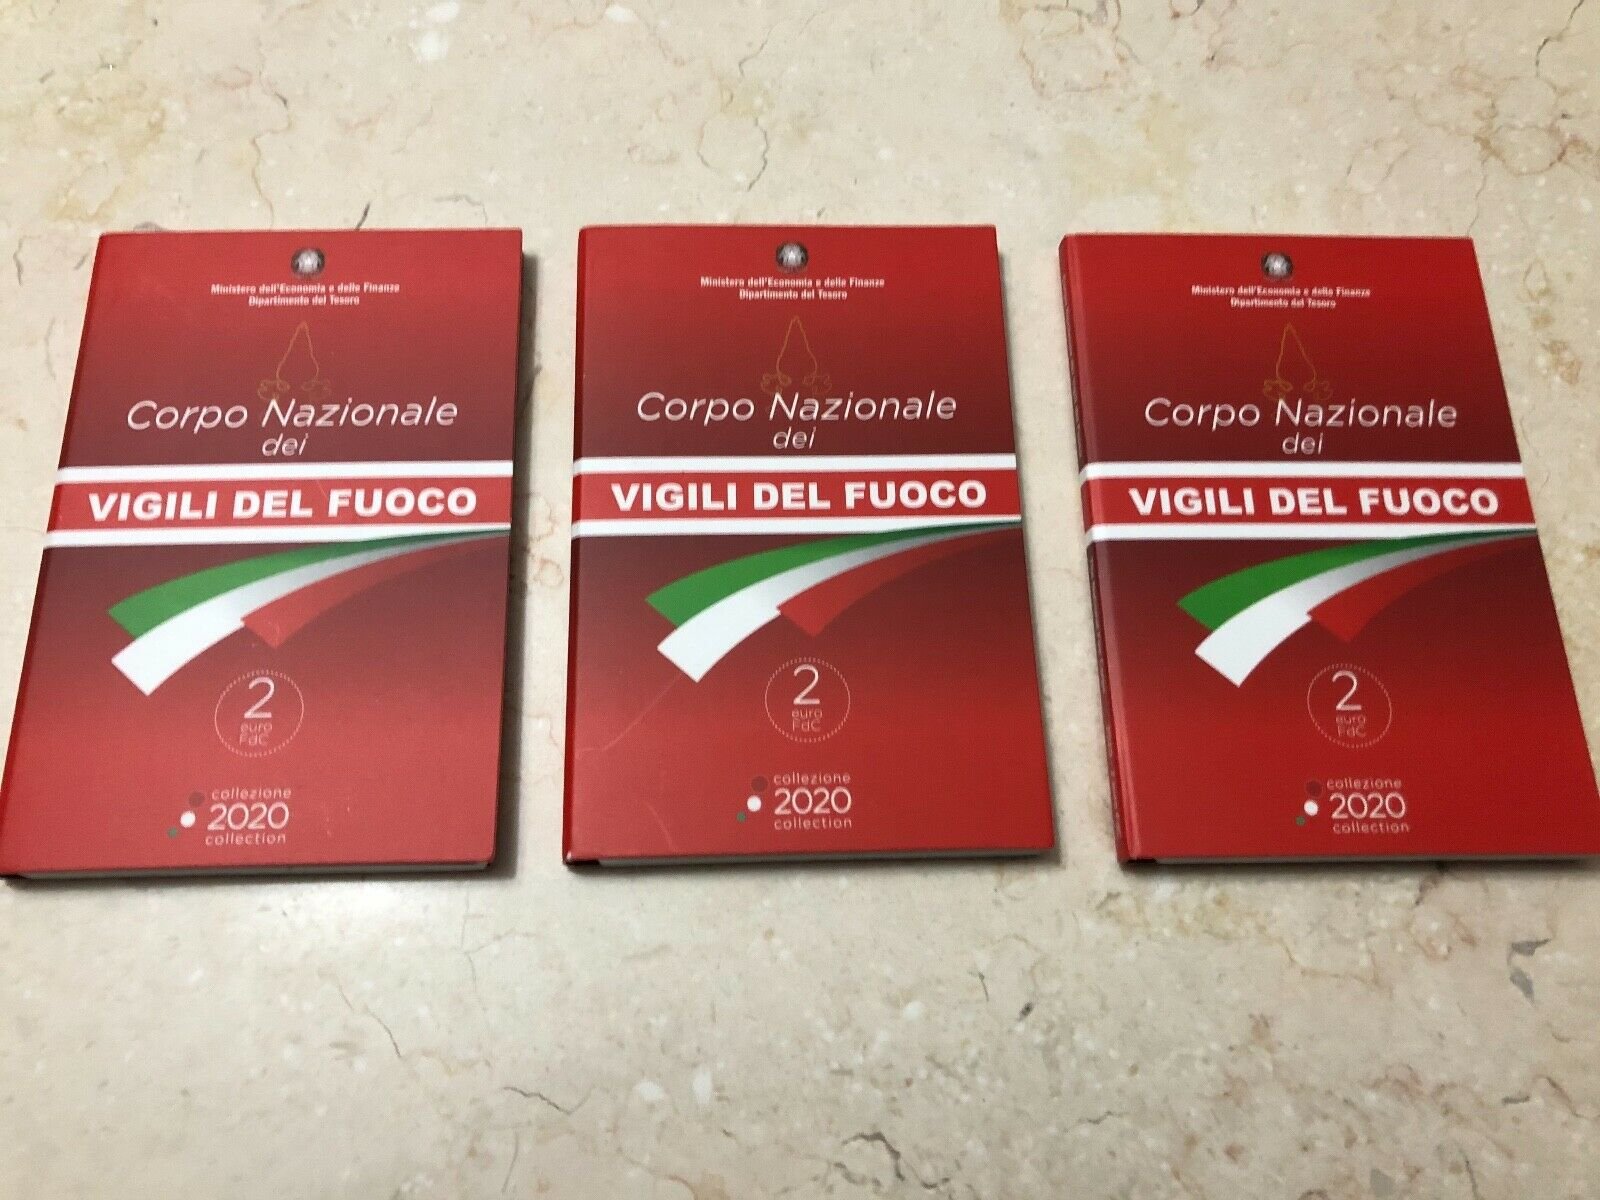 Ministero dell'Economia e delle Finanze
Dipartimento del Tesoro
Corpo Nazionale
dei
VIGILI DEL FUOCO
2
euro
FdC
collezione
2020
collection
Ministero dell'Economia e delle Finanze
Dipartimento del Tesoro
Corpo Nazionale
dei
VIGILI DEL FUOCO
2
euro
FdC
collezione
2020
collection
Ministero dell'Economia e delle Finanze
Dipartimento del Tesoro
Corpo Nazionale
dei
VIGILI DEL FUOCO
2
euro
FdC
collezione
2020
collection